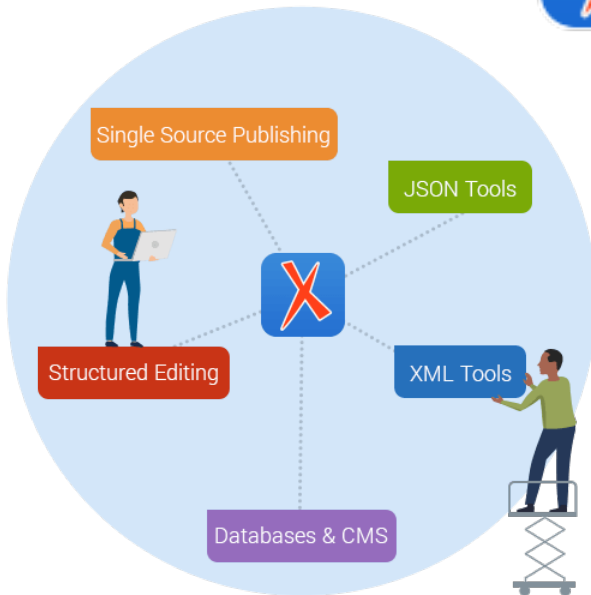 Single Source Publishing
JSON Tools
Structured Editing
XML Tools
Databases & CMS